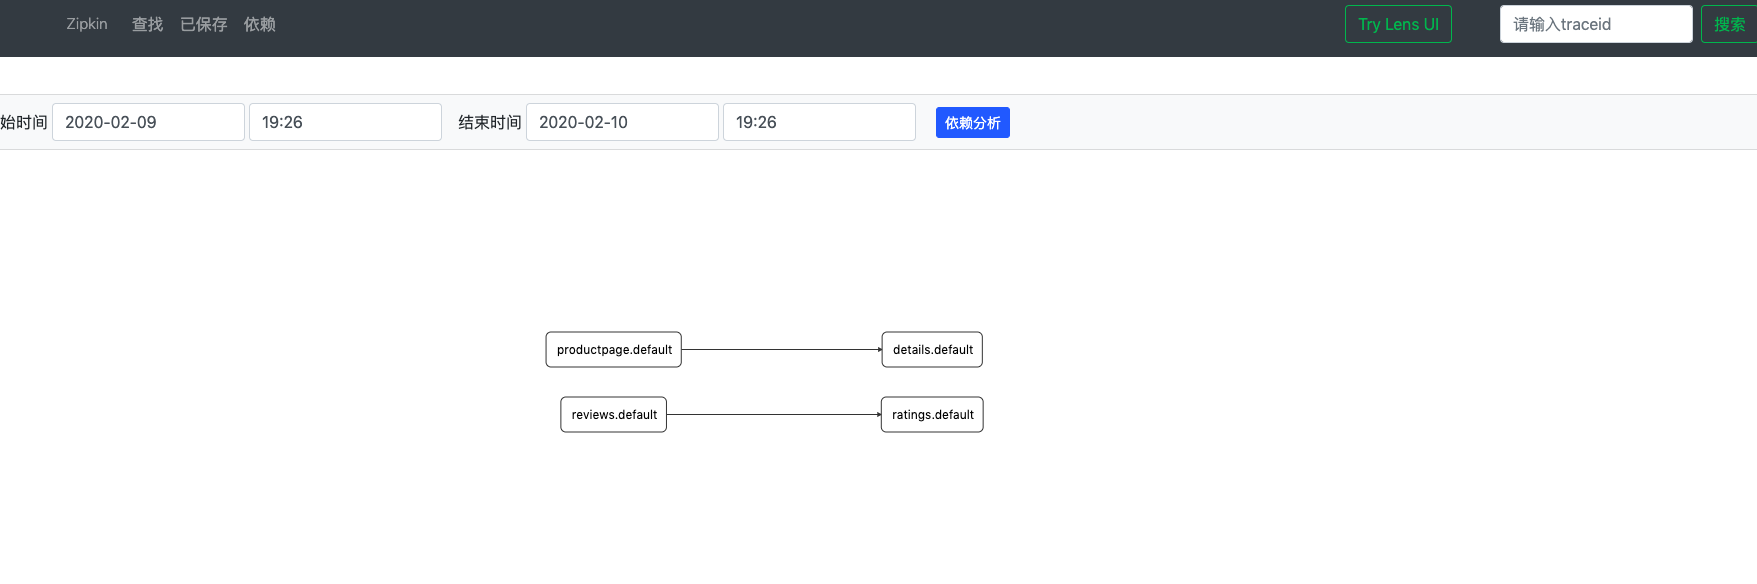 Zipkin 查找 已保存 依赖 Try Lens UI 请输入traceid 搜索
始时间 2020-02-09 19:26 结束时间 2020-02-10 19:26 依赖分析
productpage.default details.default
reviews.default ratings.default